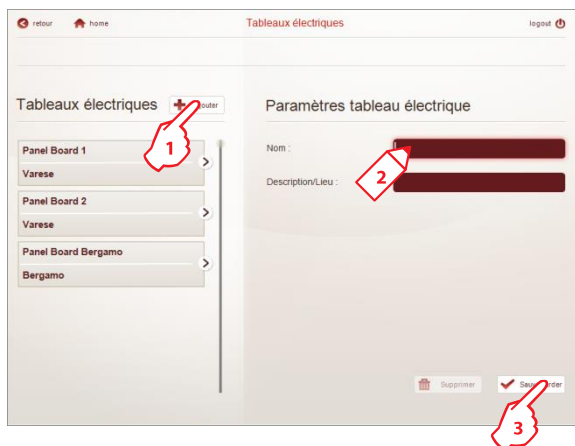 retour
home
Tableaux électriques
logout
Tableaux électriques
Paramètres tableau électrique
1
Panel Board 1
Varese
Panel Board 2
Varese
Panel Board Bergamo
Bergamo
Nom :
2
Description/Lieu :
Supprimer
3